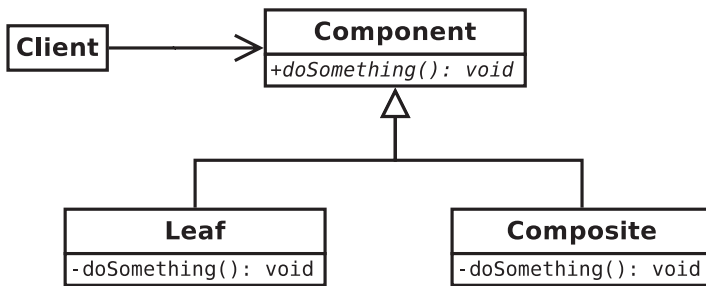 Client
Component
+doSomething(): void
Leaf
-doSomething(): void
Composite
-doSomething(): void